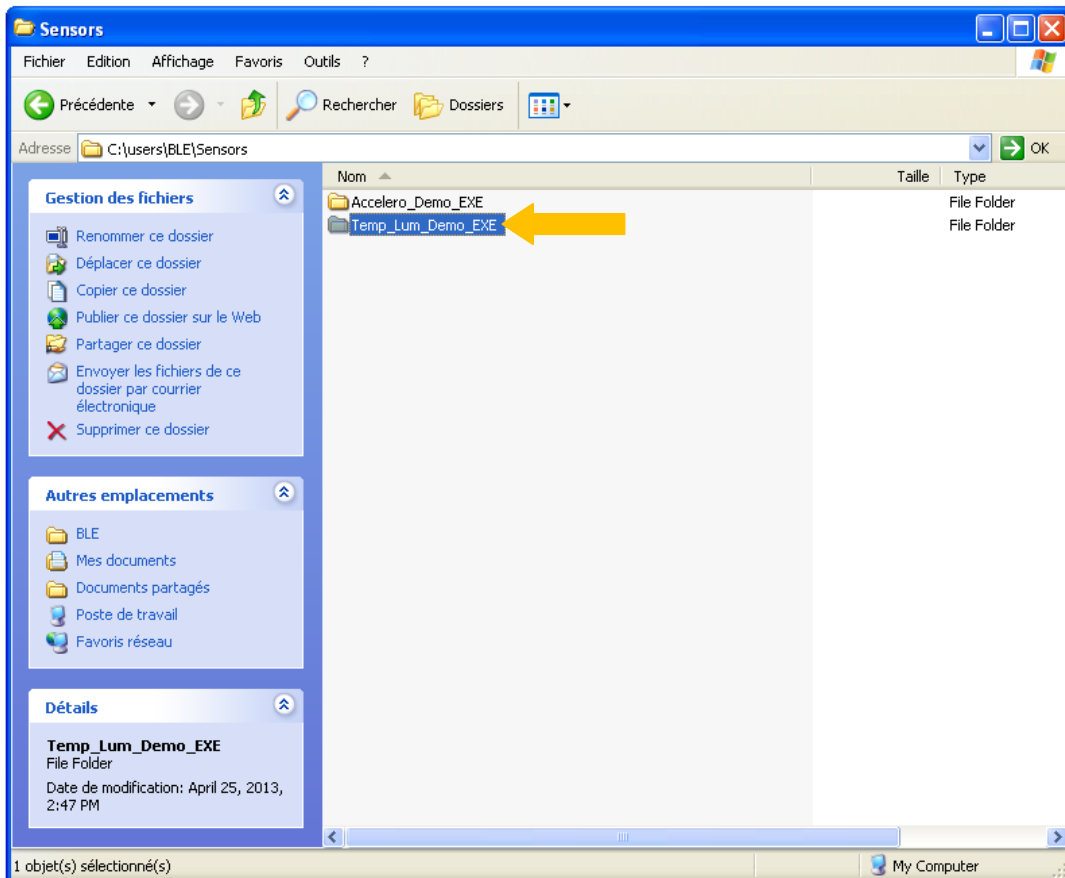 Sensors
Fichier Edition Affichage Favoris Outils ?
Précédente Rechercher Dossiers
Adresse C:\users\BLE\Sensors OK
Gestion des fichiers
Renommer ce dossier
Déplacer ce dossier
Copier ce dossier
Publier ce dossier sur le Web
Partager ce dossier
Envoyer les fichiers de ce
dossier par courrier
électronique
Supprimer ce dossier
Autres emplacements
BLE
Mes documents
Documents partagés
Poste de travail
Favoris réseau
Détails
Temp_Lum_Demo_EXE
File Folder
Date de modification: April 25, 2013,
2:47 PM
Nom Taille Type
Accelero_Demo_EXE File Folder
Temp_Lum_Demo_EXE File Folder
1 objet(s) sélectionné(s) My Computer